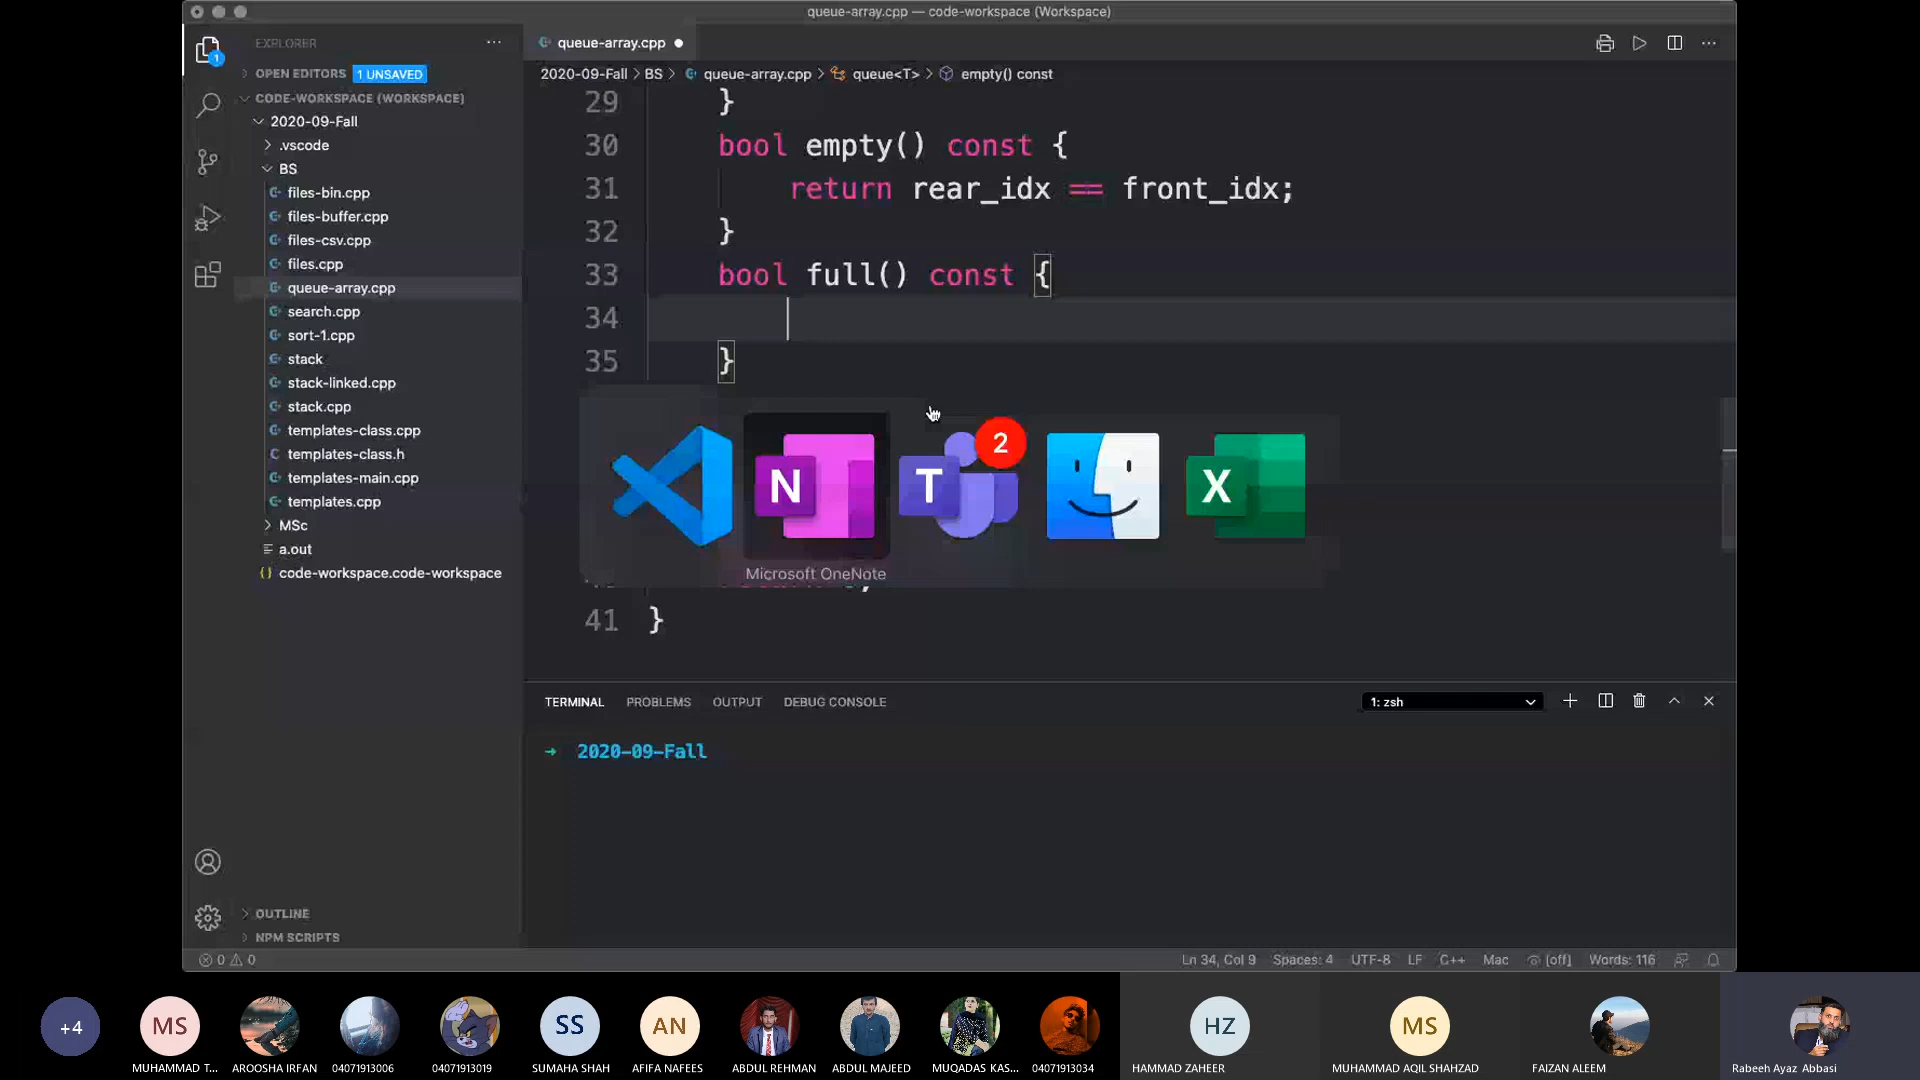 queue-array.cpp — code-workspace (Workspace)
EXPLORER
OPEN EDITORS 1 UNSAVED
CODE-WORKSPACE (WORKSPACE)
2020-09-Fall
.vscode
BS
files-bin.cpp
files-buffer.cpp
files-csv.cpp
files.cpp
queue-array.cpp
search.cpp
sort-1.cpp
stack
stack-linked.cpp
stack.cpp
templates-class.cpp
templates-class.h
templates-main.cpp
templates.cpp
MSc
a.out
code-workspace.code-workspace
OUTLINE
NPM SCRIPTS
1
queue-array.cpp
2020-09-Fall > BS > queue-array.cpp > queue<T> > empty() const
29 }
30 bool empty() const {
31 return rear_idx == front_idx;
32 }
33 bool full() const {
34
35 }
41 }
N
T
2
X
Microsoft OneNote
TERMINAL PROBLEMS OUTPUT DEBUG CONSOLE
1: zsh
→ 2020-09-Fall
0 0
Ln 34, Col 9 Spaces: 4 UTF-8 LF C++ Mac [off] Words: 116
+4
MS
SS
AN
HZ
MS
MUHAMMAD T...
AROOSHA IRFAN
04071913006
04071913019
SUMAHA SHAH
AFIFA NAFEES
ABDUL REHMAN
ABDUL MAJEED
MUQADAS KAS...
04071913034
HAMMAD ZAHEER
MUHAMMAD AQIL SHAHZAD
FAIZAN ALEEM
Rabeeh Ayaz Abbasi